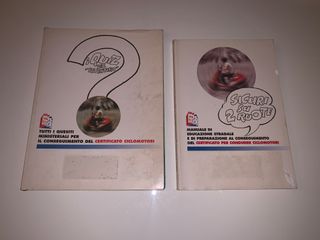 i QUIZ
TUTTI I QUESITI
MINISTERIALI PER
IL CONSEGUIMENTO DEL CERTIFICATO CICLOMOTORI
SICURI
SU
2 RUOTE
MANUALE DI
EDUCAZIONE STRADALE
E DI PREPARAZIONE AL CONSEGUIMENTO
DEL CERTIFICATO PER CONDURRE CICLOMOTORI